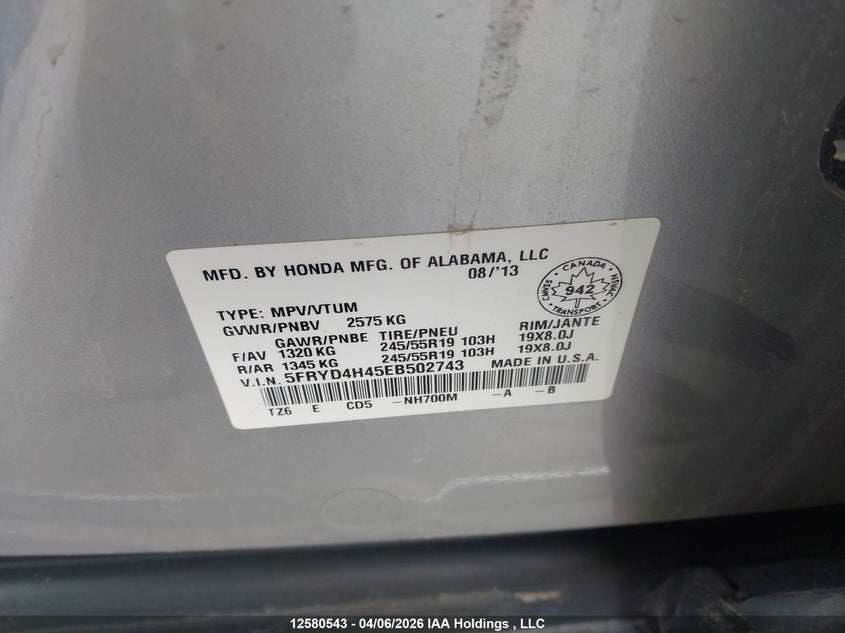 MFD. BY HONDA MFG. OF ALABAMA, LLC
08/'13
TYPE: MPV/VTUM
GVWR/PNBV 2575 KG
GAWR/PNBE TIRE/PNEU RIM/JANTE
F/AV 1320 KG 245/55R19 103H 19X8.0J
R/AR 1345 KG 245/55R19 103H 19X8.0J
V.I.N. 5FRYD4H45EB502743 MADE IN U.S.A.
TZ6 E CD5 -NH700M -A -B
CANADA
942
TRANSPORT
CMVSS
NSVAC
12580543 - 04/06/2026 IAA Holdings , LLC